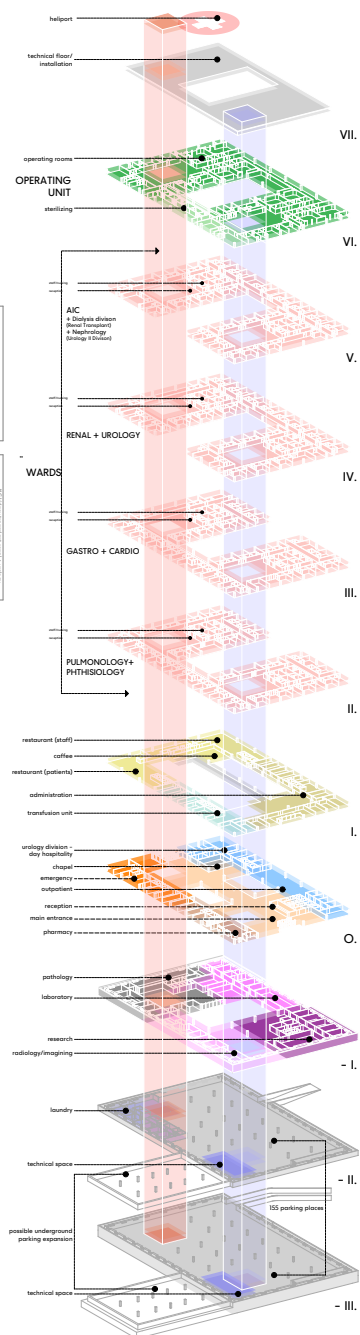 heliport
technical floor/
installation
VII.
operating rooms
OPERATING
UNIT
sterilizing
VI.
AIC
+ Dialysis divison
(Renal Transplant)
+ Nephrology
(Urology II Divison)
V.
RENAL + UROLOGY
IV.
"
WARDS
GASTRO + CARDIO
III.
PULMONOLOGY+
PHTHISIOLOGY
II.
restaurant (staff)
coffee
restaurant (patients)
administration
transfusion unit
I.
urology division -
day hospitality
chapel
emergency
outpatient
reception
main entrance
pharmacy
O.
pathology
laboratory
research
radiology/imagining
- I.
laundry
technical space
- II.
155 parking places
possible underground
parking expansion
technical space
- III.